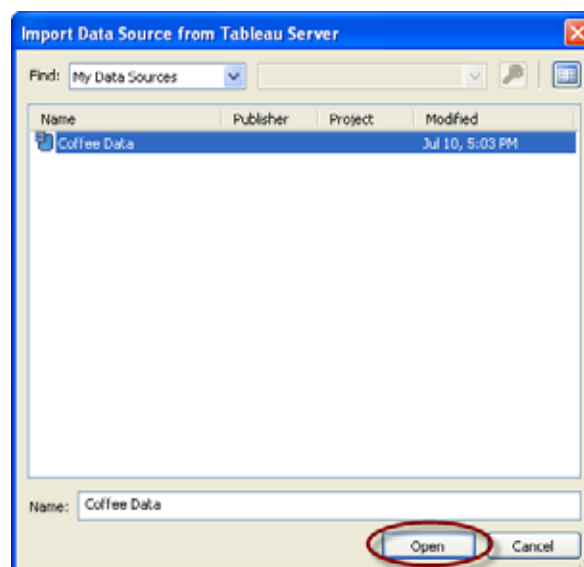 Import Data Source from Tableau Server
Find: My Data Sources
Name Publisher Project Modified
Coffee Data Jul 10, 5:03 PM
Name: Coffee Data
Open Cancel